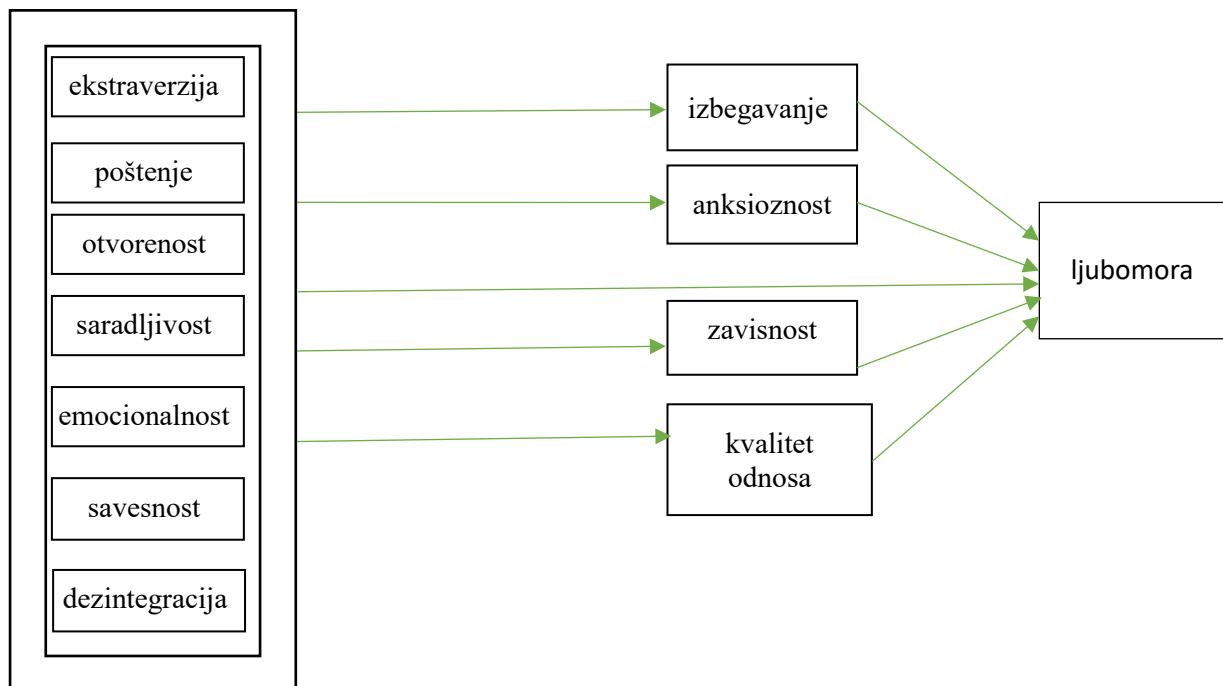 ekstraverzija
poštenje
otvorenost
saradljivost
emocionalnost
savesnost
dezintegracija
izbegavanje
anksioznost
zavisnost
kvalitet
odnosa
ljubomora